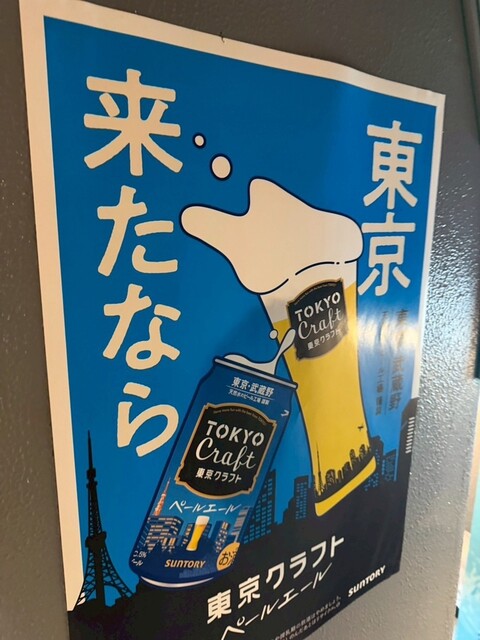 東京
来たなら
TOKYO
Craft
東京クラフト
東京・武蔵野
TOKYO
Craft
東京クラフト
ペールエール
SUNTORY
お酒
東京クラフト
ペールエール
SUNTORY